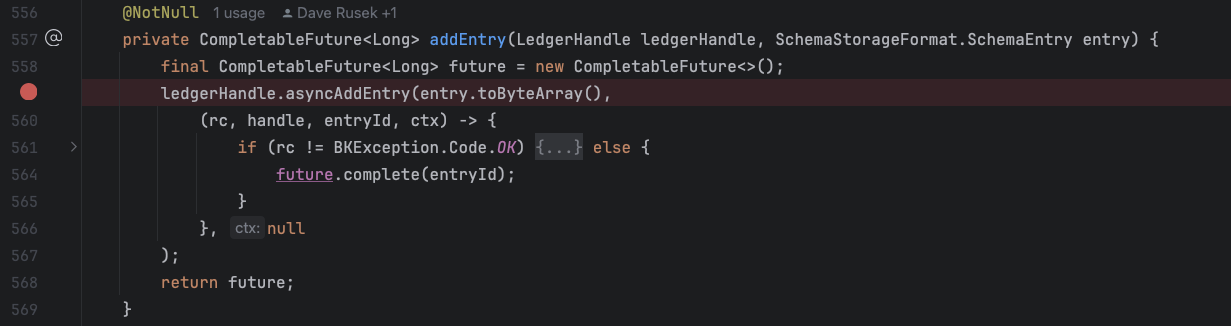 556 @NotNull 1 usage Dave Rusek +1
557 @ private CompletableFuture<Long> addEntry(LedgerHandle ledgerHandle, SchemaStorageFormat.SchemaEntry entry) {
558 final CompletableFuture<Long> future = new CompletableFuture<>();
ledgerHandle.asyncAddEntry(entry.toByteArray(),
560 (rc, handle, entryId, ctx) -> {
561 if (rc != BKException.Code.OK) {...} else {
564 future.complete(entryId);
565 }
566 }, ctx: null
567 );
568 return future;
569 }